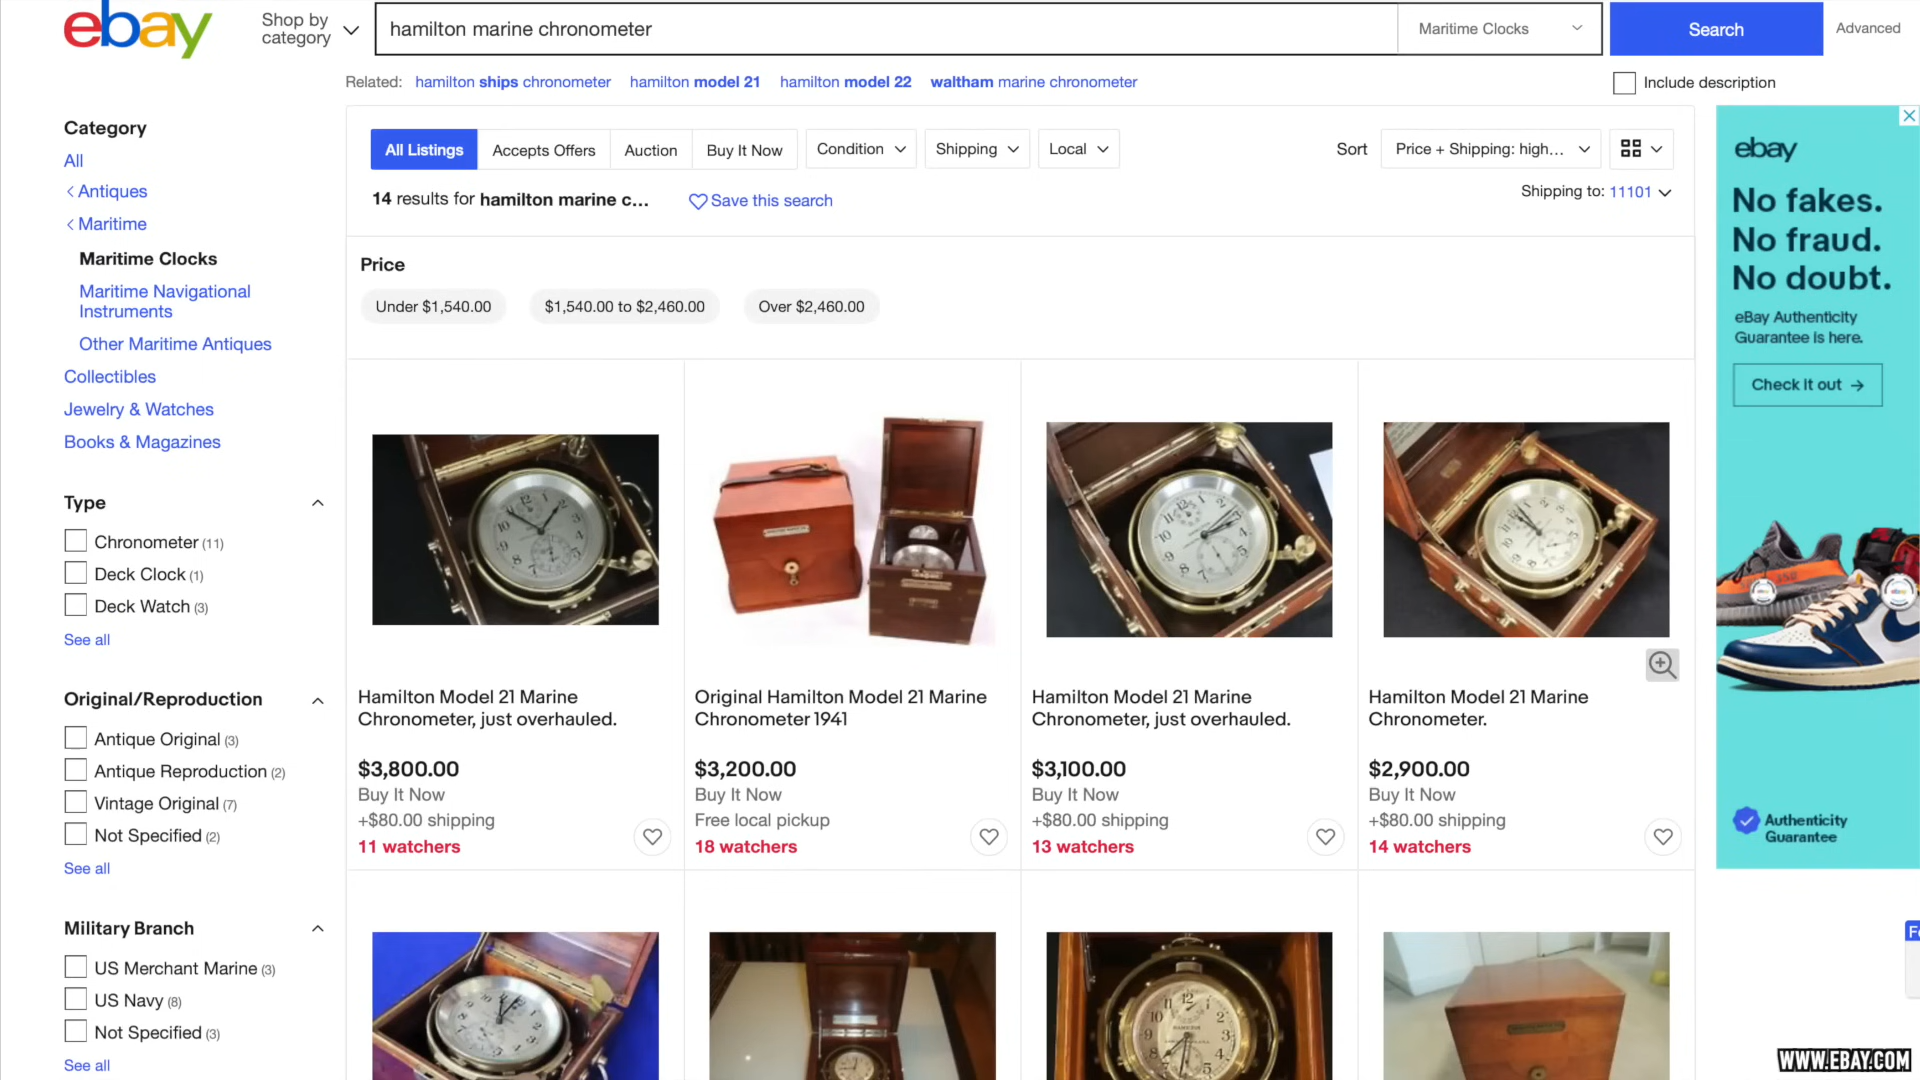 ebay
Shop by
category
hamilton marine chronometer
Maritime Clocks
Search
Advanced
Related: hamilton ships chronometer hamilton model 21 hamilton model 22 waltham marine chronometer
Include description
Category
All
Antiques
Maritime
Maritime Clocks
Maritime Navigational
Instruments
Other Maritime Antiques
Collectibles
Jewelry & Watches
Books & Magazines
Type
Chronometer (11)
Deck Clock (1)
Deck Watch (3)
See all
Original/Reproduction
Antique Original (3)
Antique Reproduction (2)
Vintage Original (7)
Not Specified (2)
See all
Military Branch
US Merchant Marine (3)
US Navy (8)
Not Specified (3)
See all
All Listings
Accepts Offers
Auction
Buy It Now
Condition
Shipping
Local
Sort
Price + Shipping: high...
14 results for hamilton marine c...
Save this search
Shipping to: 11101
Price
Under $1,540.00
$1,540.00 to $2,460.00
Over $2,460.00
Hamilton Model 21 Marine
Chronometer, just overhauled.
$3,800.00
Buy It Now
+$80.00 shipping
11 watchers
Original Hamilton Model 21 Marine
Chronometer 1941
$3,200.00
Buy It Now
Free local pickup
18 watchers
Hamilton Model 21 Marine
Chronometer, just overhauled.
$3,100.00
Buy It Now
+$80.00 shipping
13 watchers
Hamilton Model 21 Marine
Chronometer.
$2,900.00
Buy It Now
+$80.00 shipping
14 watchers
ebay
No fakes.
No fraud.
No doubt.
eBay Authenticity
Guarantee is here.
Check it out →
Authenticity
Guarantee
WWW.EBAY.COM